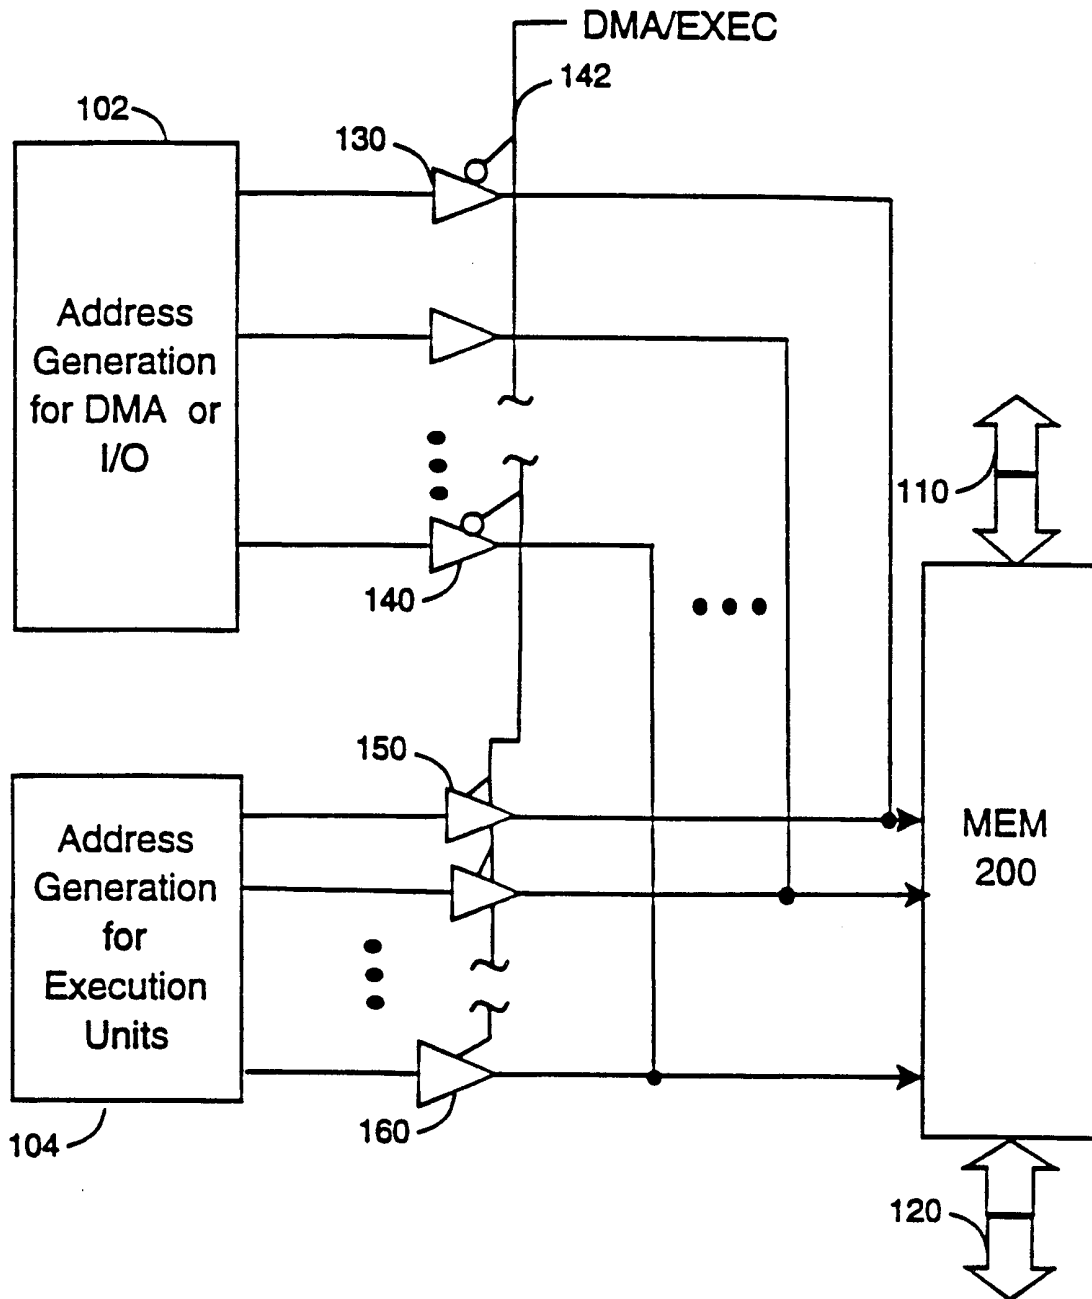 DMA/EXEC
142
102
130
Address
Generation
for DMA or
I/O
110
140
150
MEM
200
Address
Generation
for
Execution
Units
160
104
120